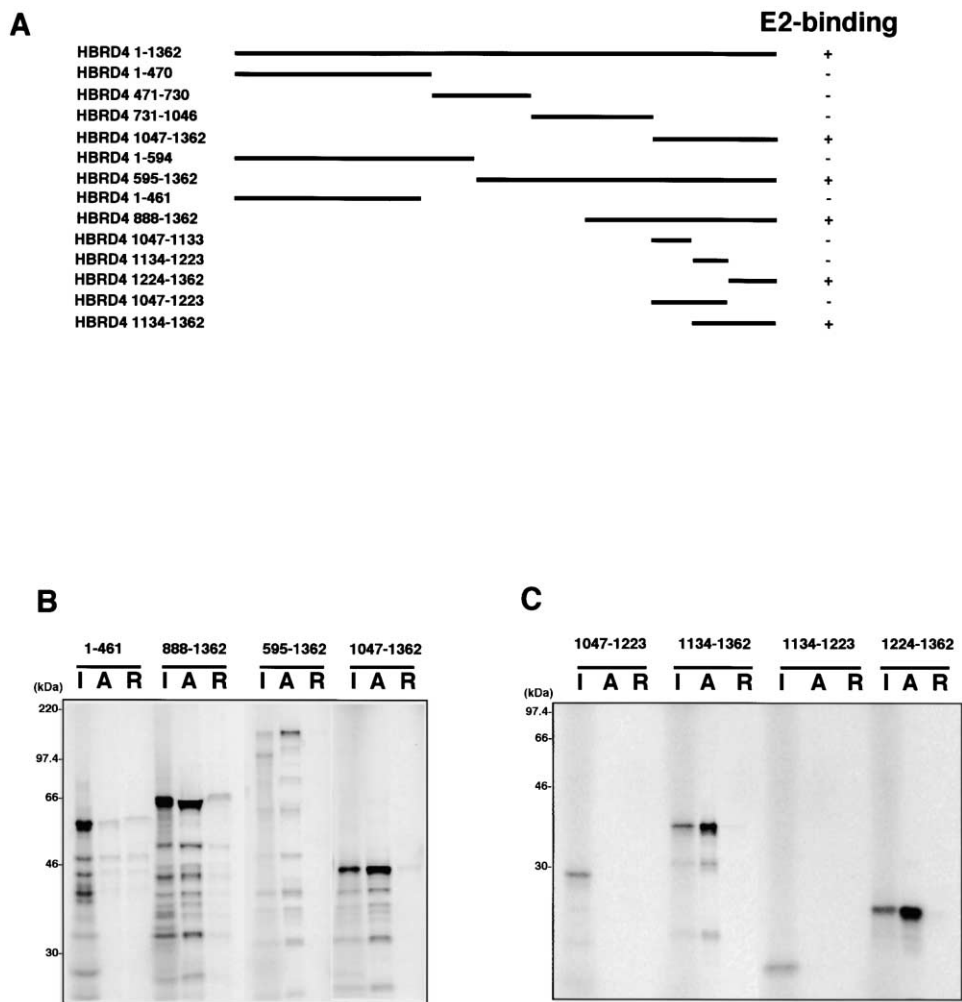 A
E2-binding
HBRD4 1-1362 +
HBRD4 1-470 -
HBRD4 471-730 -
HBRD4 731-1046 -
HBRD4 1047-1362 +
HBRD4 1-594 -
HBRD4 595-1362 +
HBRD4 1-461 -
HBRD4 888-1362 +
HBRD4 1047-1133 -
HBRD4 1134-1223 -
HBRD4 1224-1362 +
HBRD4 1047-1223 -
HBRD4 1134-1362 +
B
1-461 888-1362 595-1362 1047-1362
I A R I A R I A R I A R
(kDa)
220-
97.4-
66-
46-
30-
C
1047-1223 1134-1362 1134-1223 1224-1362
I A R I A R I A R I A R
(kDa)
97.4-
66-
46-
30-